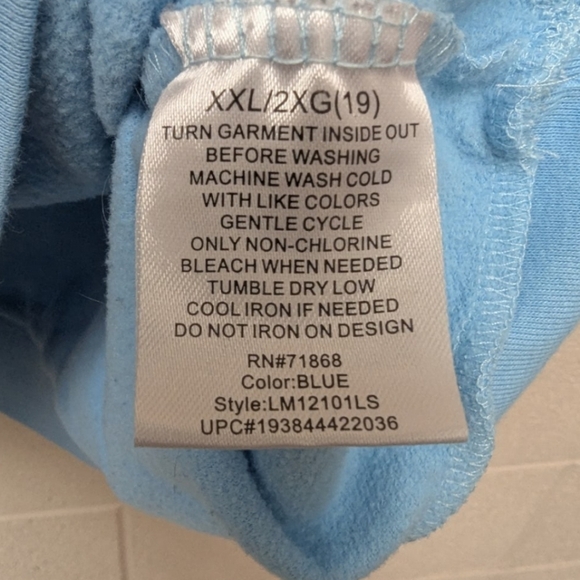 XXL/2XG(19)
TURN GARMENT INSIDE OUT
BEFORE WASHING
MACHINE WASH COLD
WITH LIKE COLORS
GENTLE CYCLE
ONLY NON-CHLORINE
BLEACH WHEN NEEDED
TUMBLE DRY LOW
COOL IRON IF NEEDED
DO NOT IRON ON DESIGN
RN#71868
Color:BLUE
Style:LM12101LS
UPC#193844422036